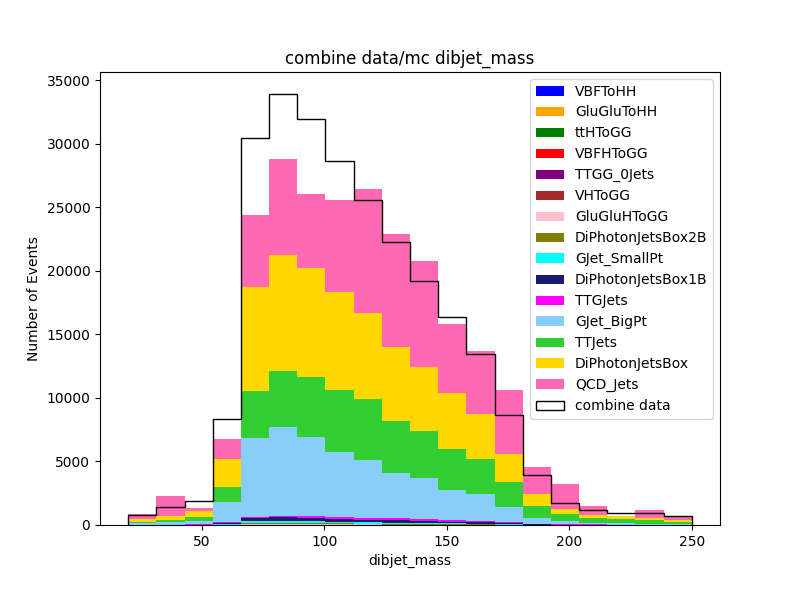 combine data/mc dibjet_mass
Number of Events
35000
30000
25000
20000
15000
10000
5000
0
50
100
150
200
250
dibjet_mass
VBFToHH
GluGluToHH
ttHToGG
VBFHToGG
TTGG_0Jets
VHToGG
GluGluHToGG
DiPhotonJetsBox2B
GJet_SmallPt
DiPhotonJetsBox1B
TTGJets
GJet_BigPt
TTJets
DiPhotonJetsBox
QCD_Jets
combine data